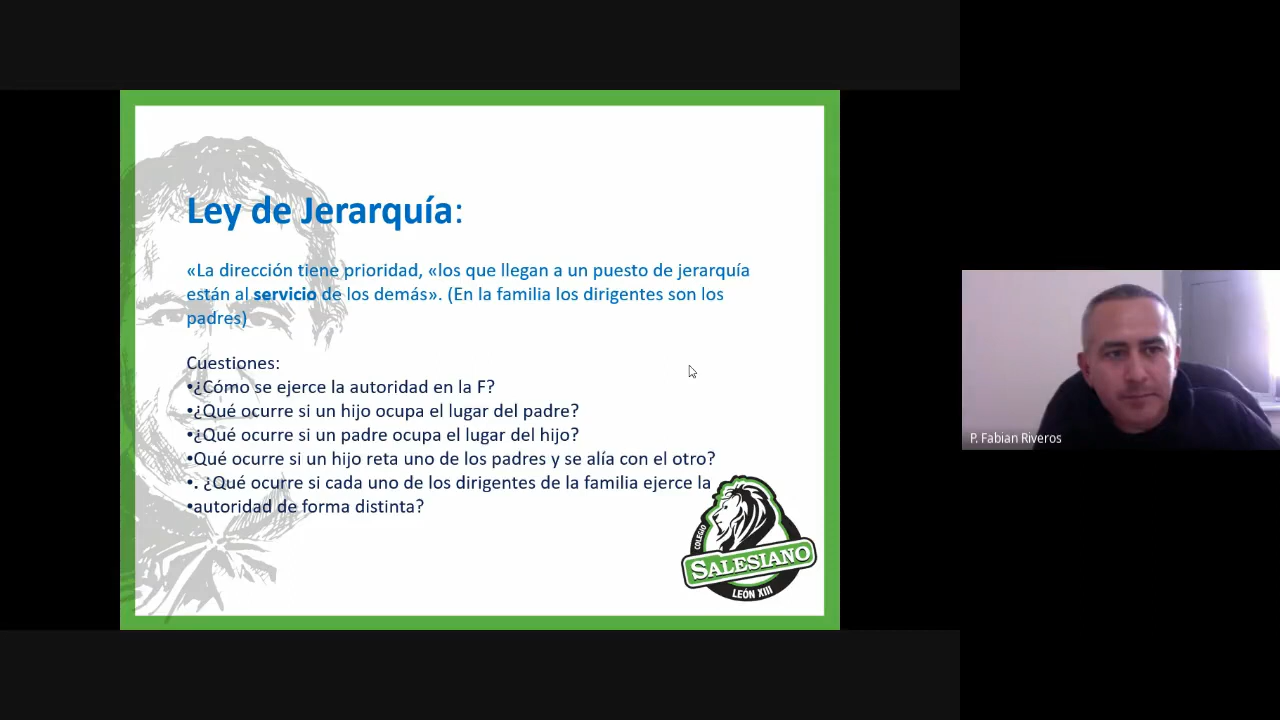 Ley de Jerarquía:
«La dirección tiene prioridad, «los que llegan a un puesto de jerarquía
están al servicio de los demás». (En la familia los dirigentes son los
padres)
Cuestiones:
•¿Cómo se ejerce la autoridad en la F?
•¿Qué ocurre si un hijo ocupa el lugar del padre?
•¿Qué ocurre si un padre ocupa el lugar del hijo?
•Qué ocurre si un hijo reta uno de los padres y se alía con el otro?
•. ¿Qué ocurre si cada uno de los dirigentes de la familia ejerce la
•autoridad de forma distinta?
COLEGIO
SALESIANO
LEÓN XIII
P. Fabian Riveros